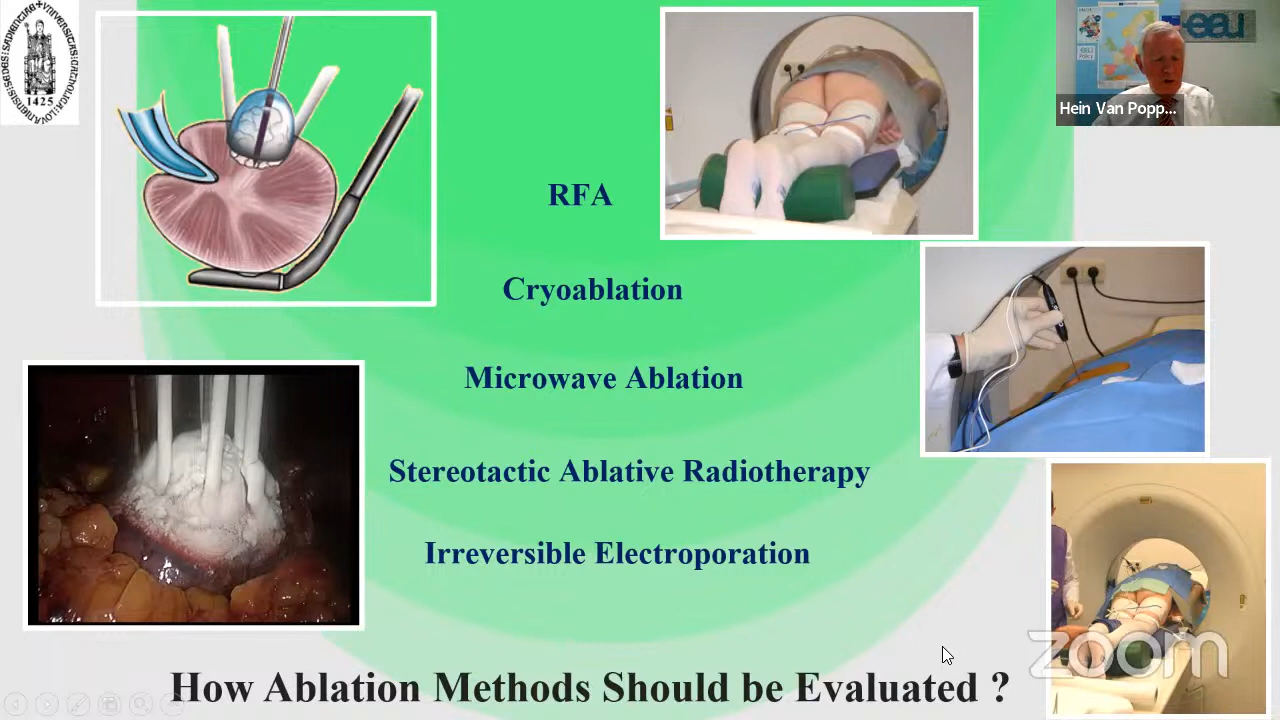 1425
eau
Hein Van Popp...
RFA
Cryoablation
Microwave Ablation
Stereotactic Ablative Radiotherapy
Irreversible Electroporation
How Ablation Methods Should be Evaluated ?
zoom